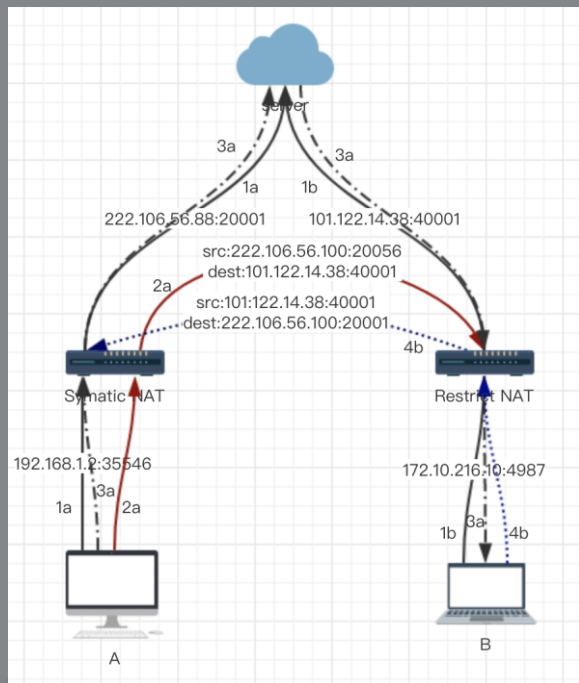 server
3a
3a
1a
1b
222.106.56.88:20001
101.122.14.38:40001
src:222.106.56.100:20056
dest:101.122.14.38:40001
2a
src:101:122.14.38:40001
dest:222.106.56.100:20001
4b
Symatic NAT
Restrict NAT
192.168.1.2:35546
172.10.216.10:4987
3a
1a
2a
3a
1b
4b
A
B